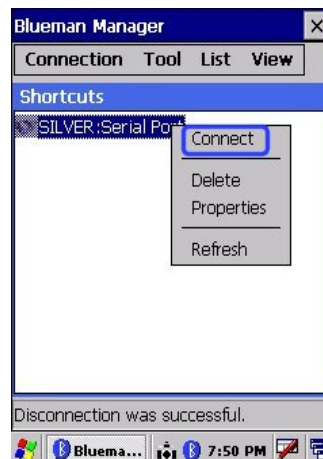 Blueman Manager
Connection Tool List View
Shortcuts
SILVER:Serial Port
Connect
Delete
Properties
Refresh
Disconnection was successful.
Bluema... 7:50 PM